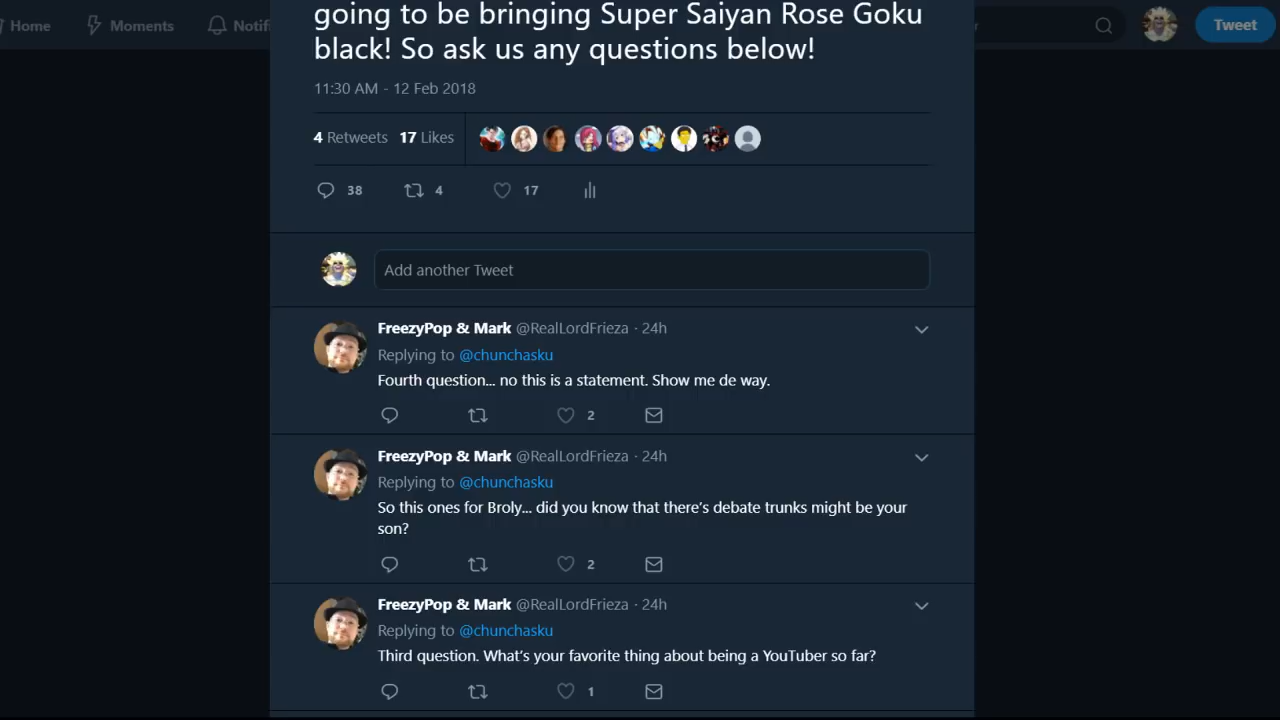 going to be bringing Super Saiyan Rose Goku
Home Moments Notif Tweet
black! So ask us any questions below!
11:30 AM - 12 Feb 2018
4 Retweets 17 Likes
38 4 17
Add another Tweet
FreezyPop & Mark @RealLordFrieza · 24h
Replying to @chunchasku
Fourth question... no this is a statement. Show me de way.
2
FreezyPop & Mark @RealLordFrieza · 24h
Replying to @chunchasku
So this ones for Broly... did you know that there's debate trunks might be your
son?
2
FreezyPop & Mark @RealLordFrieza · 24h
Replying to @chunchasku
Third question. What's your favorite thing about being a YouTuber so far?
1